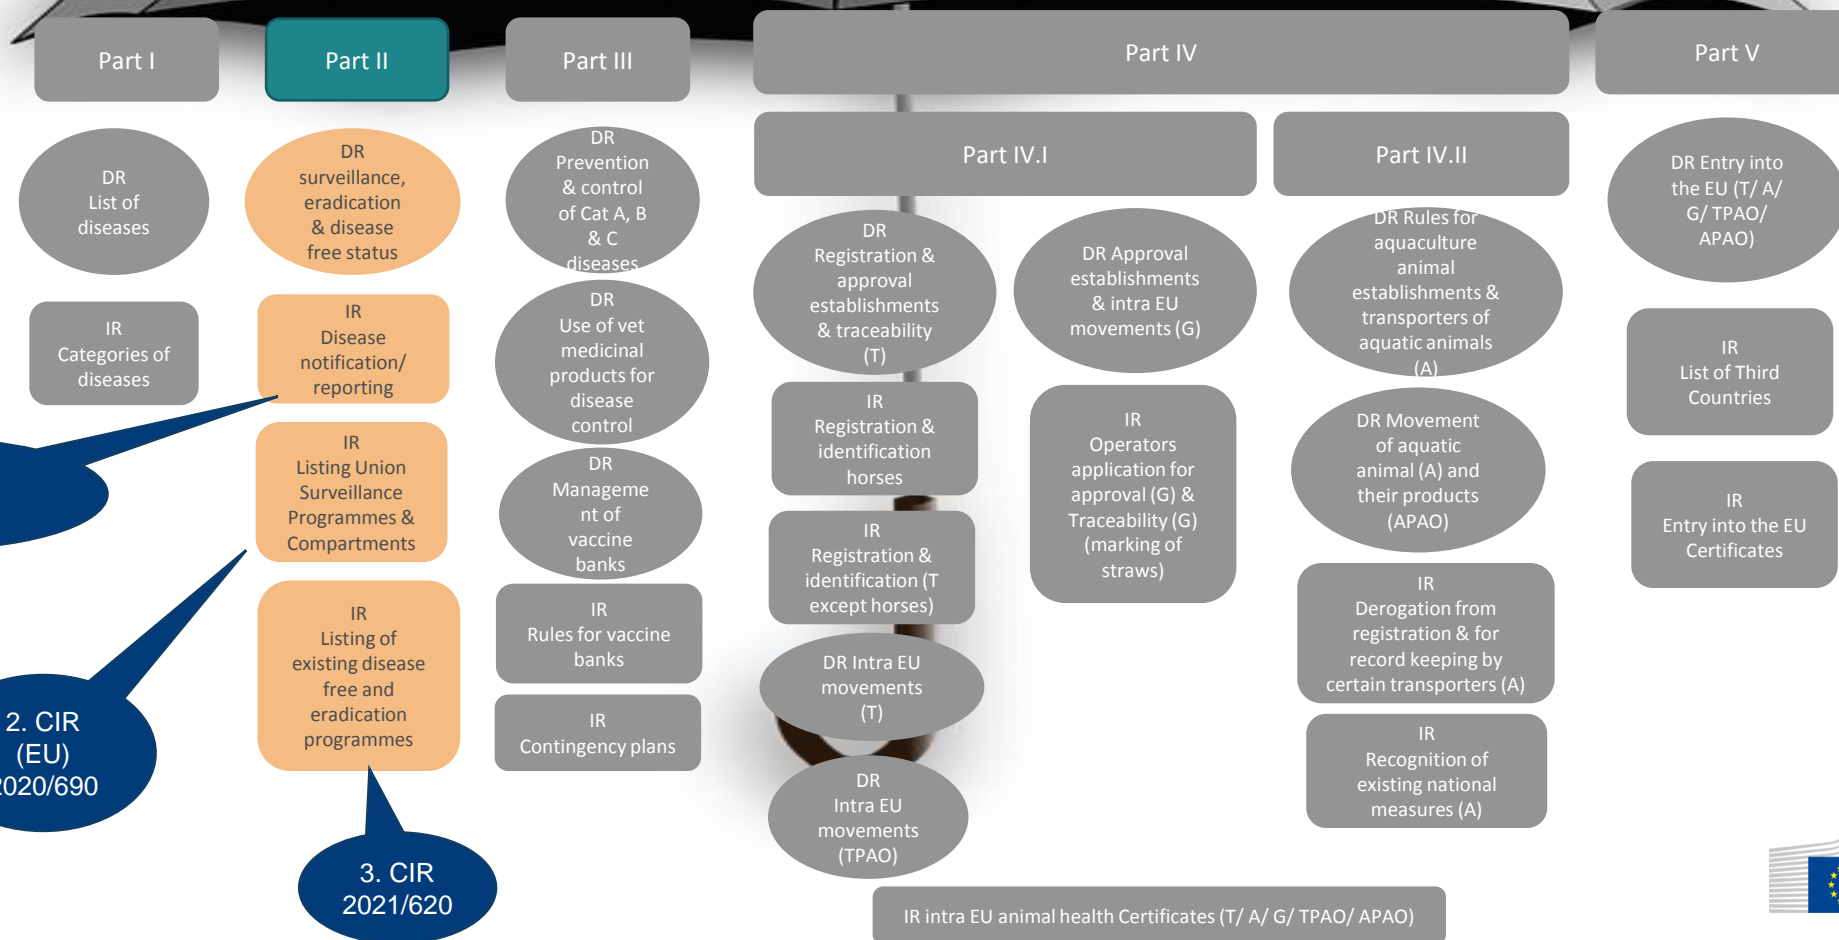 Part I
Part II
Part III
Part IV
Part V
Part IV.I
Part IV.II
DR
List of
diseases
IR
Categories of
diseases
DR
surveillance,
eradication
& disease
free status
IR
Disease
notification/
reporting
IR
Listing Union
Surveillance
Programmes &
Compartments
IR
Listing of
existing disease
free and
eradication
programmes
2. CIR
(EU)
2020/690
3. CIR
2021/620
DR
Prevention
& control
of Cat A, B
& C
diseases
DR
Use of vet
medicinal
products for
disease
control
DR
Manageme
nt of
vaccine
banks
IR
Rules for vaccine
banks
IR
Contingency plans
DR
Registration &
approval
establishments
& traceability
(T)
IR
Registration &
identification
horses
IR
Registration &
identification (T
except horses)
DR Intra EU
movements
(T)
DR
Intra EU
movements
(TPAO)
DR Approval
establishments
& intra EU
movements (G)
IR
Operators
application for
approval (G) &
Traceability (G)
(marking of
straws)
DR Rules for
aquaculture
animal
establishments &
transporters of
aquatic animals
(A)
DR Movement
of aquatic
animal (A) and
their products
(APAO)
IR
Derogation from
registration & for
record keeping by
certain transporters (A)
IR
Recognition of
existing national
measures (A)
DR Entry into
the EU (T/ A/
G/ TPAO/
APAO)
IR
List of Third
Countries
IR
Entry into the EU
Certificates
IR intra EU animal health Certificates (T/ A/ G/ TPAO/ APAO)